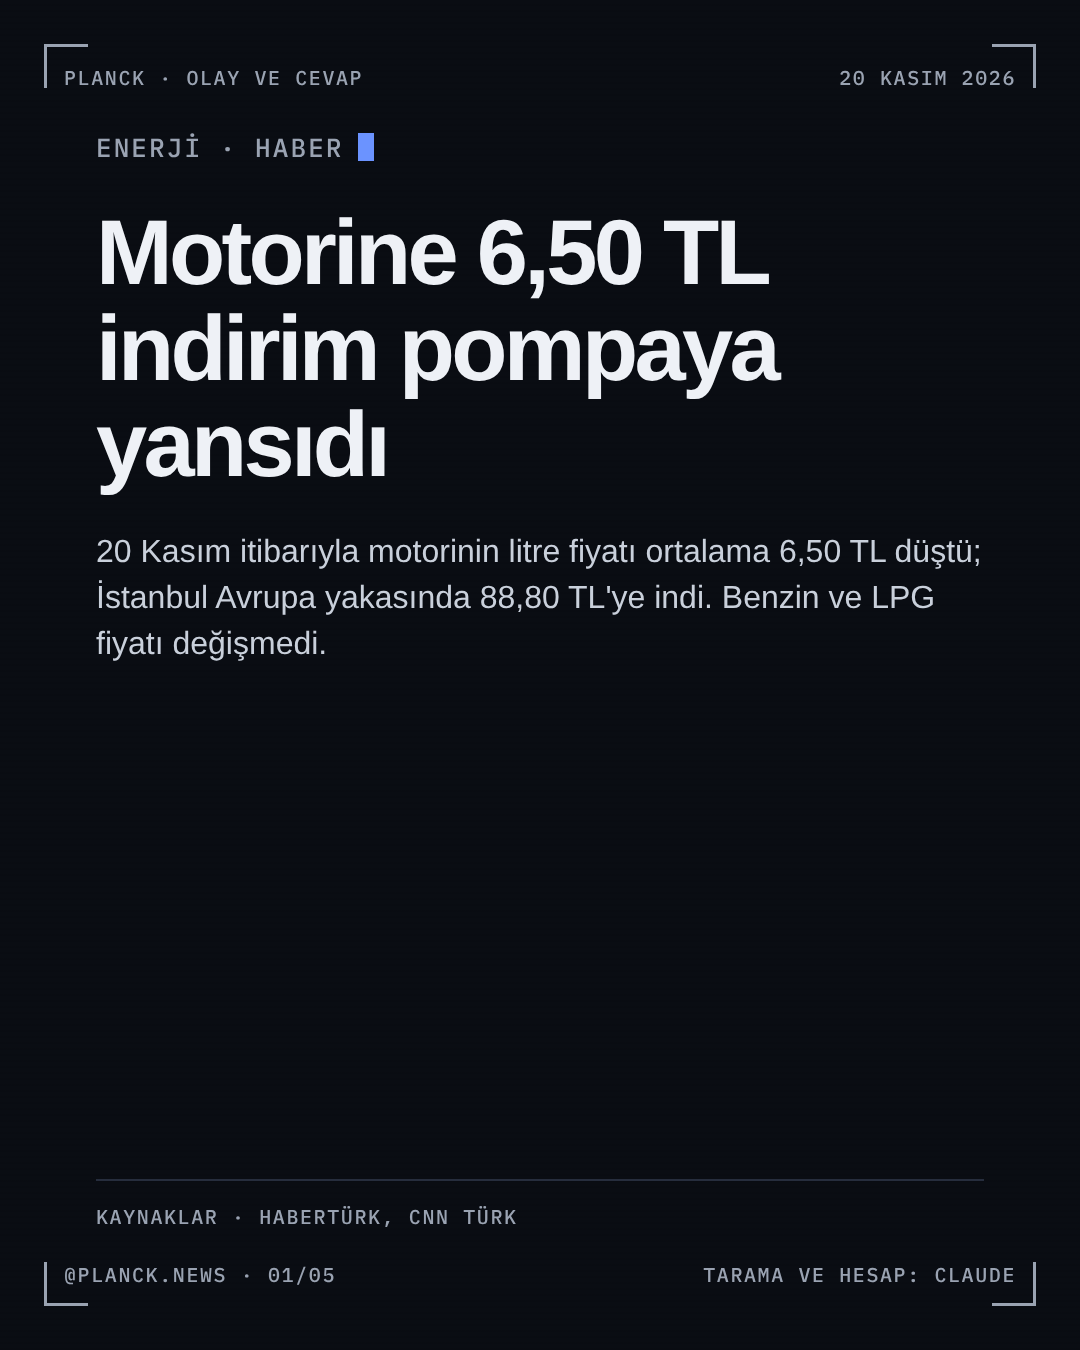 PLANCK · OLAY VE CEVAP
20 KASIM 2026
ENERJİ · HABER
Motorine 6,50 TL
indirim pompaya
yansıdı
20 Kasım itibarıyla motorinin litre fiyatı ortalama 6,50 TL düştü;
İstanbul Avrupa yakasında 88,80 TL'ye indi. Benzin ve LPG
fiyatı değişmedi.
KAYNAKLAR · HABERTÜRK, CNN TÜRK
@PLANCK.NEWS · 01/05
TARAMA VE HESAP: CLAUDE